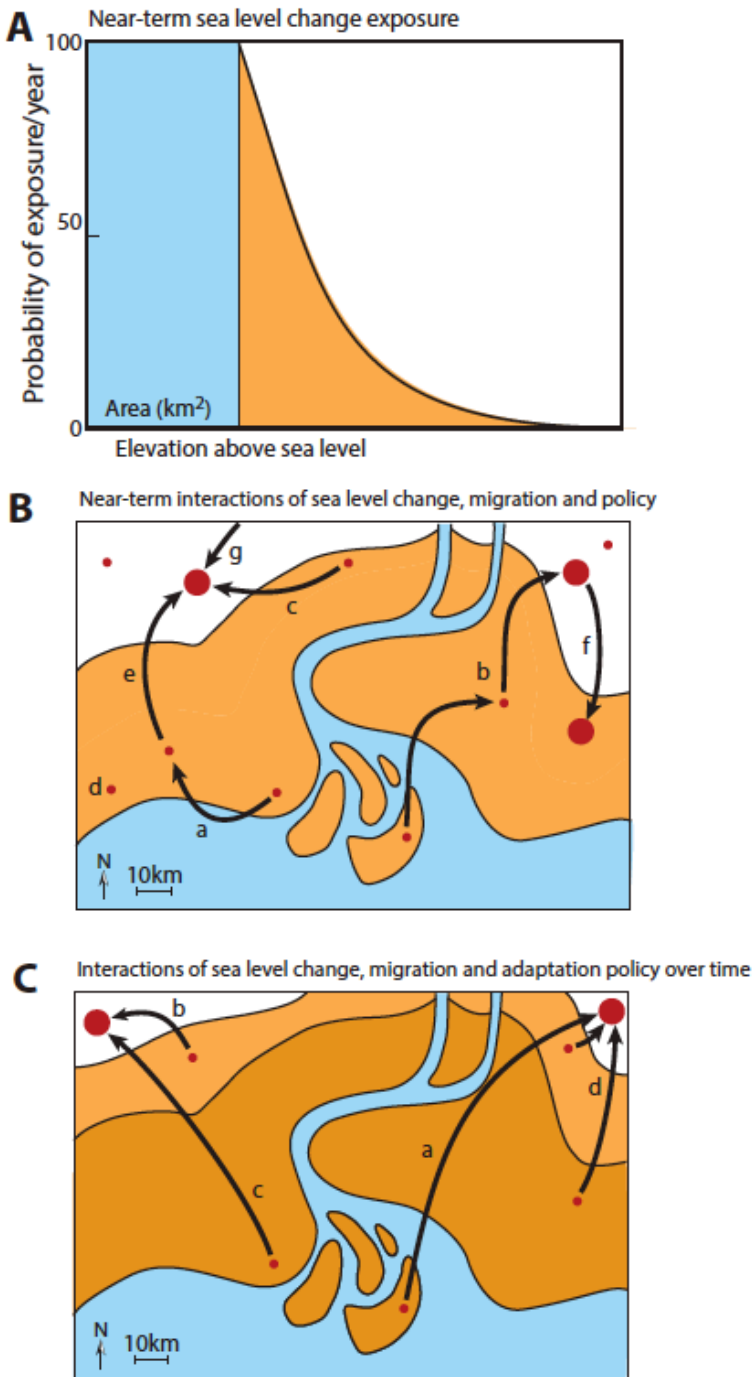 A
Near-term sea level change exposure
100
50
0
Probability of exposure/year
Area (km²)
Elevation above sea level
B
Near-term interactions of sea level change, migration and policy
g
c
e
b
f
d
a
N
10km
C
Interactions of sea level change, migration and adaptation policy over time
b
d
a
c
N
10km